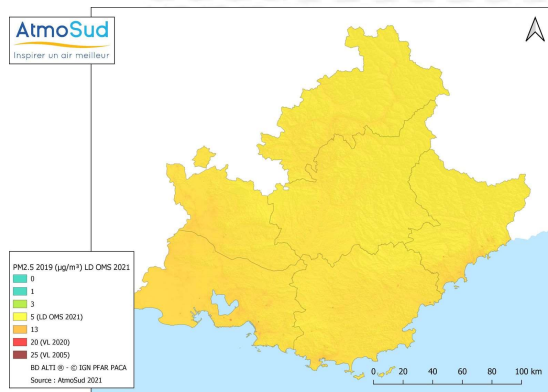 AtmoSud
Inspirer un air meilleur
PM2.5 2019 (µg/m³) LD OMS 2021
0
1
3
5 (LD OMS 2021)
13
20 (VL 2020)
25 (VL 2005)
BD ALTI ® - © IGN PFAR PACA
Source : AtmoSud 2021
0 20 40 60 80 100 km